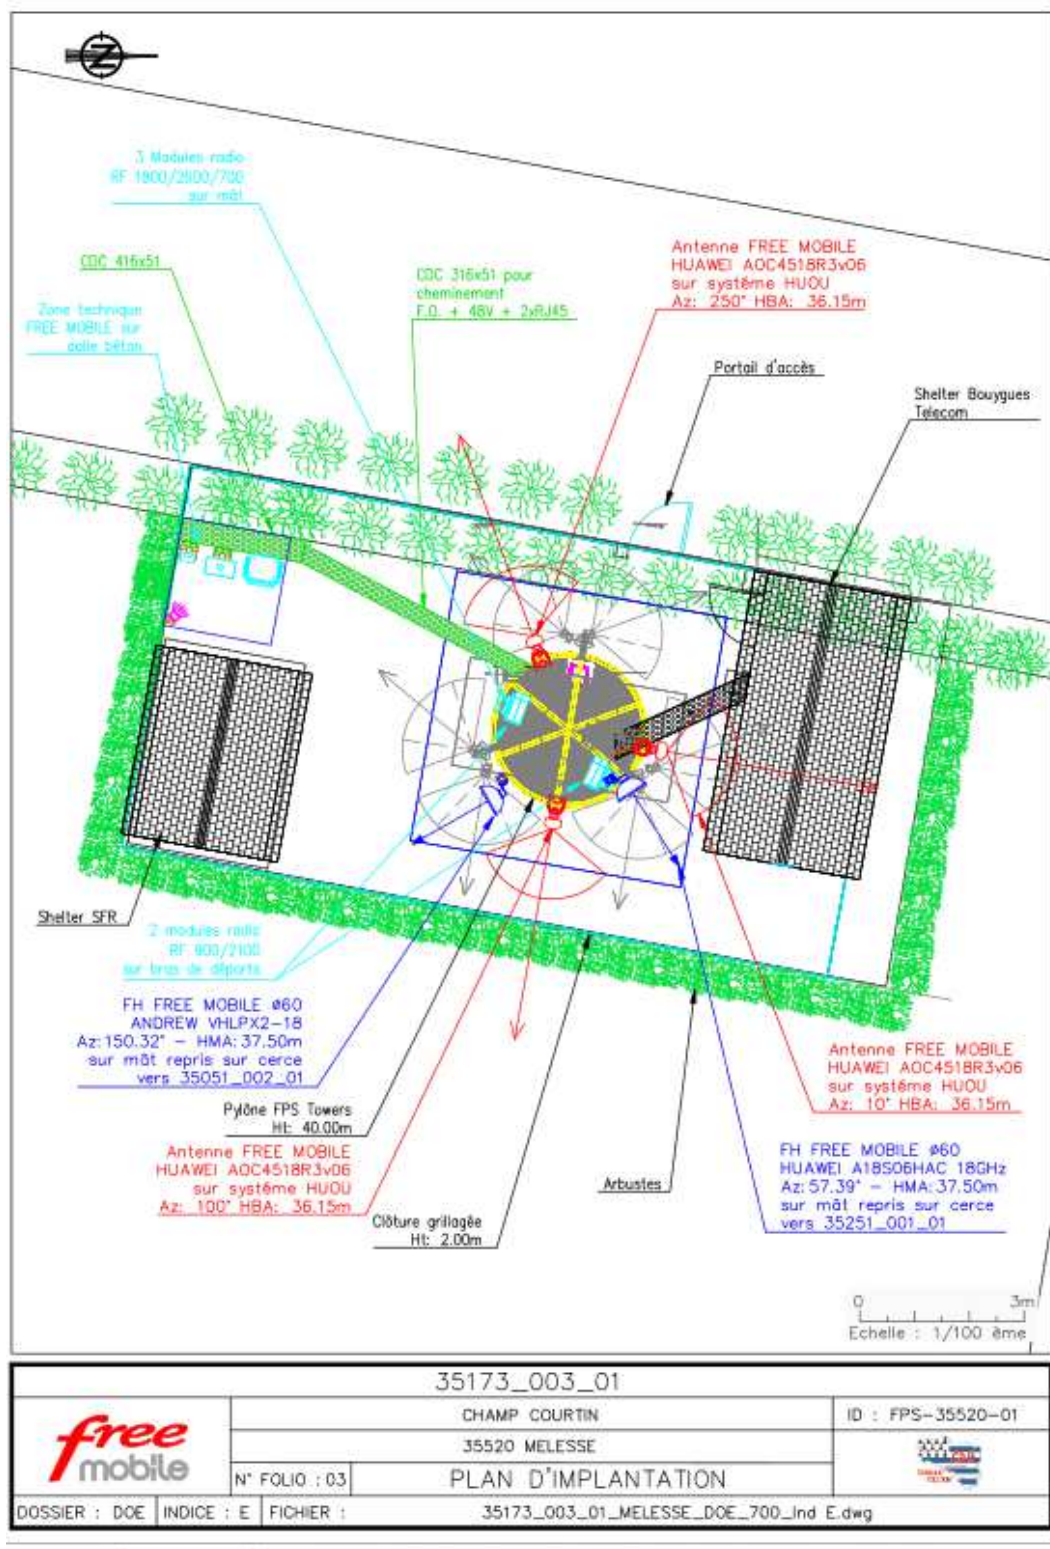 3 Modules radio
RF 1800/2600/700
sur mât
Antenne FREE MOBILE
HUAWEI AOC4518R3v06
sur système HUOU
Az: 250° HBA: 36.15m
CDC 416x51
CDC 316x51 pour
cheminement
F.O. + 48V + 2xRJ45
Zone technique
FREE MOBILE sur
dalle béton
Portail d'accès
Shelter Bouygues
Telecom
Shelter SFR
2 modules radio
RF 900/2100
sur bras de déports
FH FREE MOBILE ø60
ANDREW VHLPX2-18
Az: 150.32° - HMA: 37.50m
sur mât repris sur cerce
vers 35051_002_01
Pylône FPS Towers
Ht: 40.00m
Antenne FREE MOBILE
HUAWEI AOC4518R3v06
sur système HUOU
Az: 100° HBA: 36.15m
Clôture grillagée
Ht: 2.00m
Arbustes
Antenne FREE MOBILE
HUAWEI AOC4518R3v06
sur système HUOU
Az: 10° HBA: 36.15m
FH FREE MOBILE ø60
HUAWEI A18S06HAC 18GHz
Az: 57.39° - HMA: 37.50m
sur mât repris sur cerce
vers 35251_001_01
0 3m
Echelle : 1/100 ème
35173_003_01
free
mobile
CHAMP COURTIN
ID : FPS-35520-01
35520 MELESSE
N° FOLIO : 03
PLAN D'IMPLANTATION
DOSSIER : DOE
INDICE : E
FICHIER :
35173_003_01_MELESSE_DOE_700_Ind E.dwg